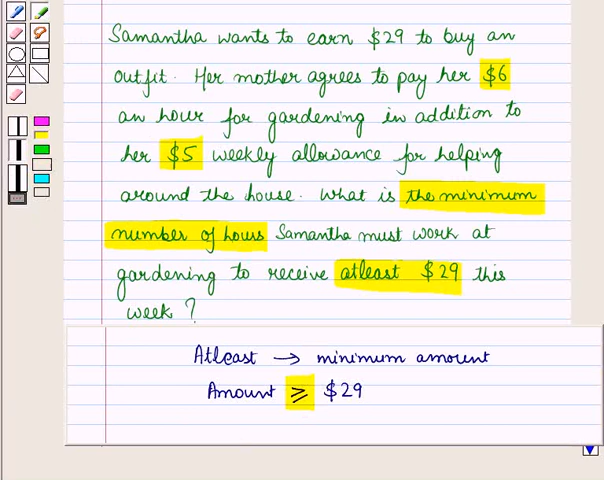 Samantha wants to earn $29 to buy an
outfit. Her mother agrees to pay her $6
an hour for gardening in addition to
her $5 weekly allowance for helping
around the house. What is the minimum
number of hours Samantha must work at
gardening to receive atleast $29 this
week ?
Atleast → minimum amount
Amount ⩾ $29